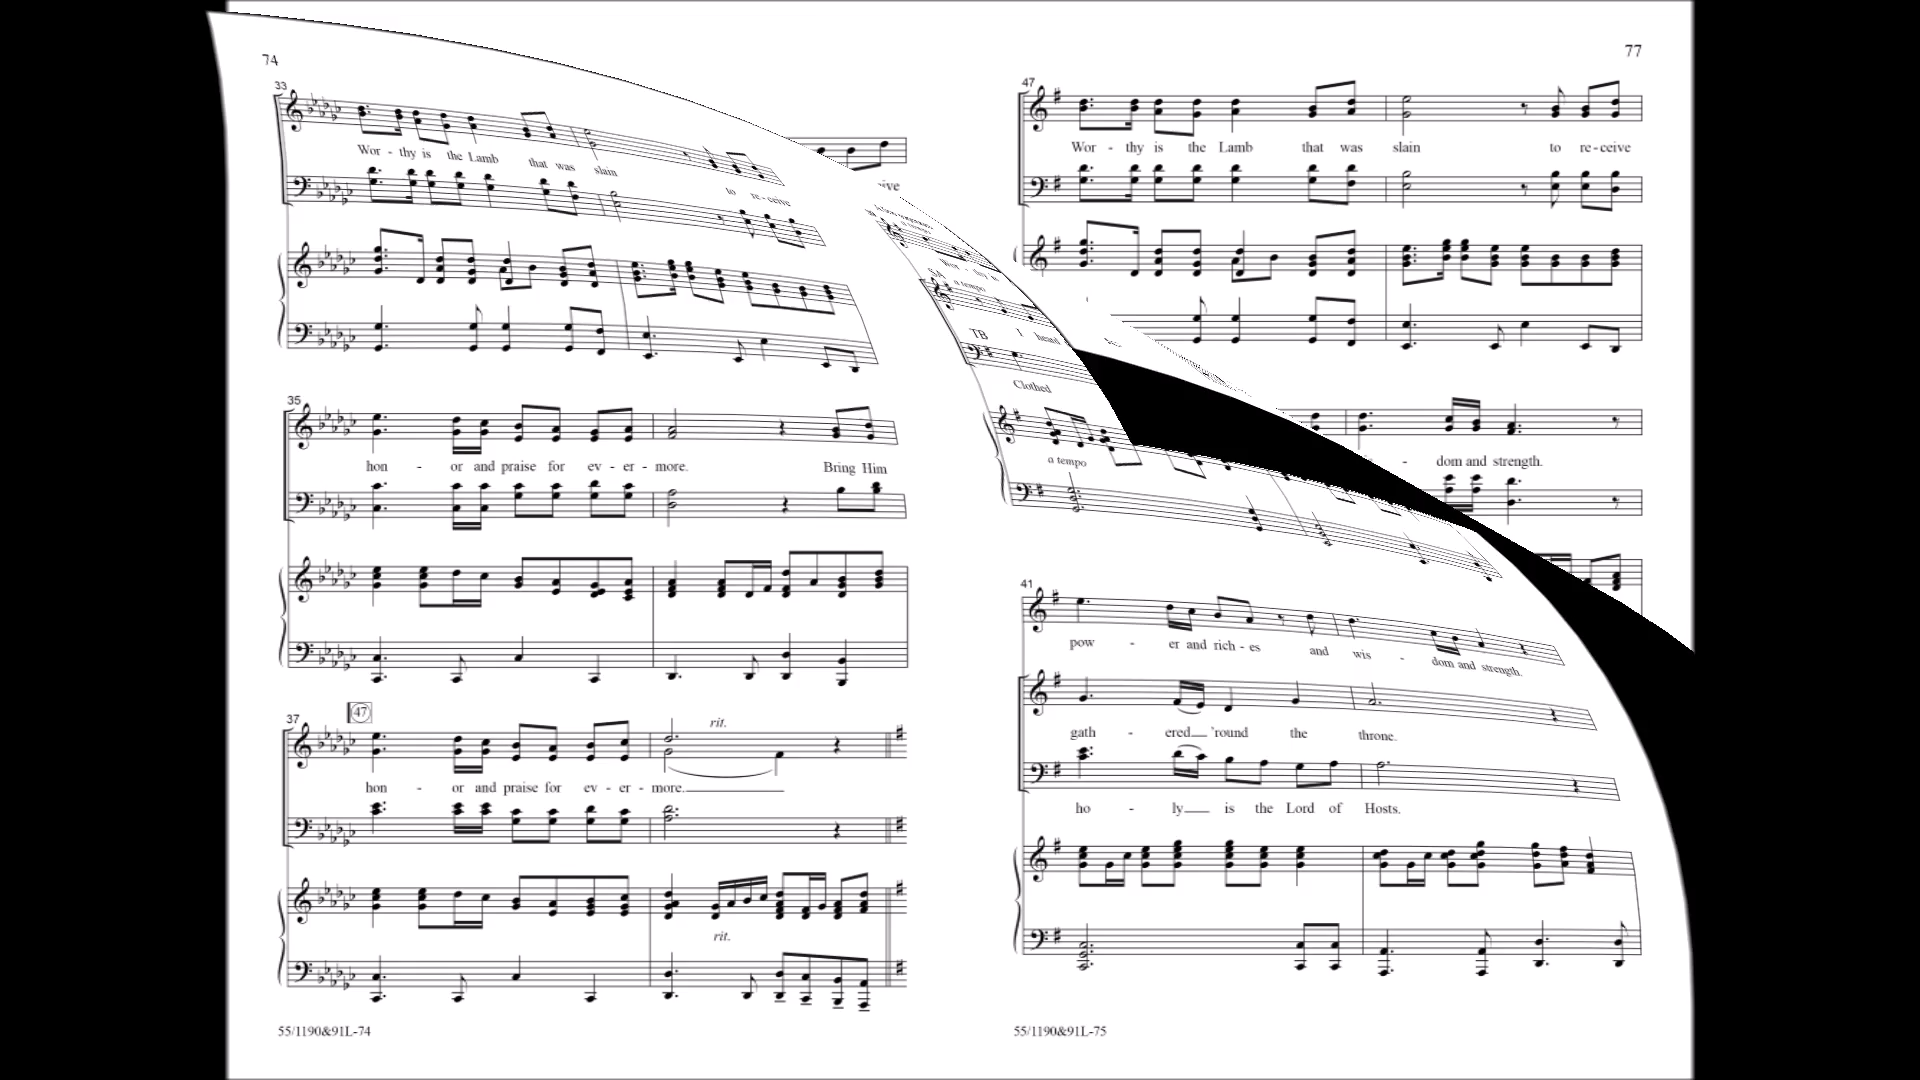 74
33
Wor - thy is the Lamb that was slain to re - ceive
35
hon - or and praise for ev - er - more. Bring Him
37
47
rit.
hon - or and praise for ev - er - more.
rit.
55/1190&91L-74
77
47
Wor - thy is the Lamb that was slain to re - ceive
- dom and strength.
a tempo
TB
I heard
Clothed
a tempo
41
pow - er and rich - es and wis - dom and strength.
gath - ered 'round the throne.
ho - ly is the Lord of Hosts.
55/1190&91L-75